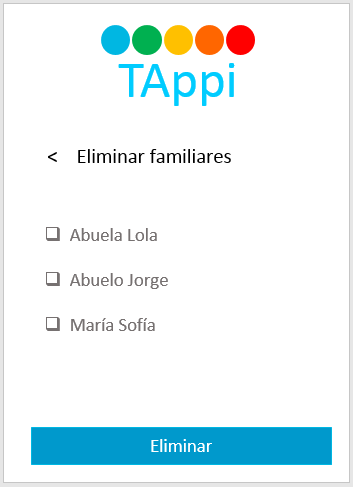 TAppi
< Eliminar familiares
❑ Abuela Lola
❑ Abuelo Jorge
❑ María Sofía
Eliminar